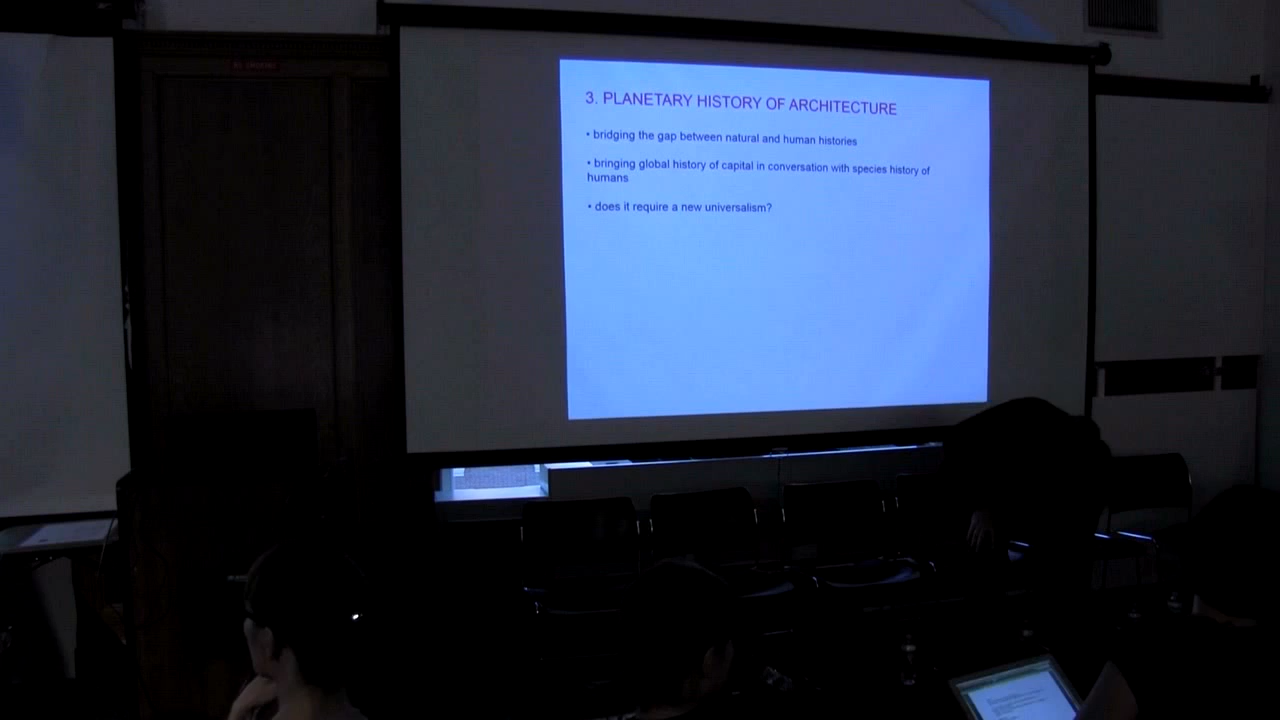 3. PLANETARY HISTORY OF ARCHITECTURE
• bridging the gap between natural and human histories
• bringing global history of capital in conversation with species history of
humans
• does it require a new universalism?